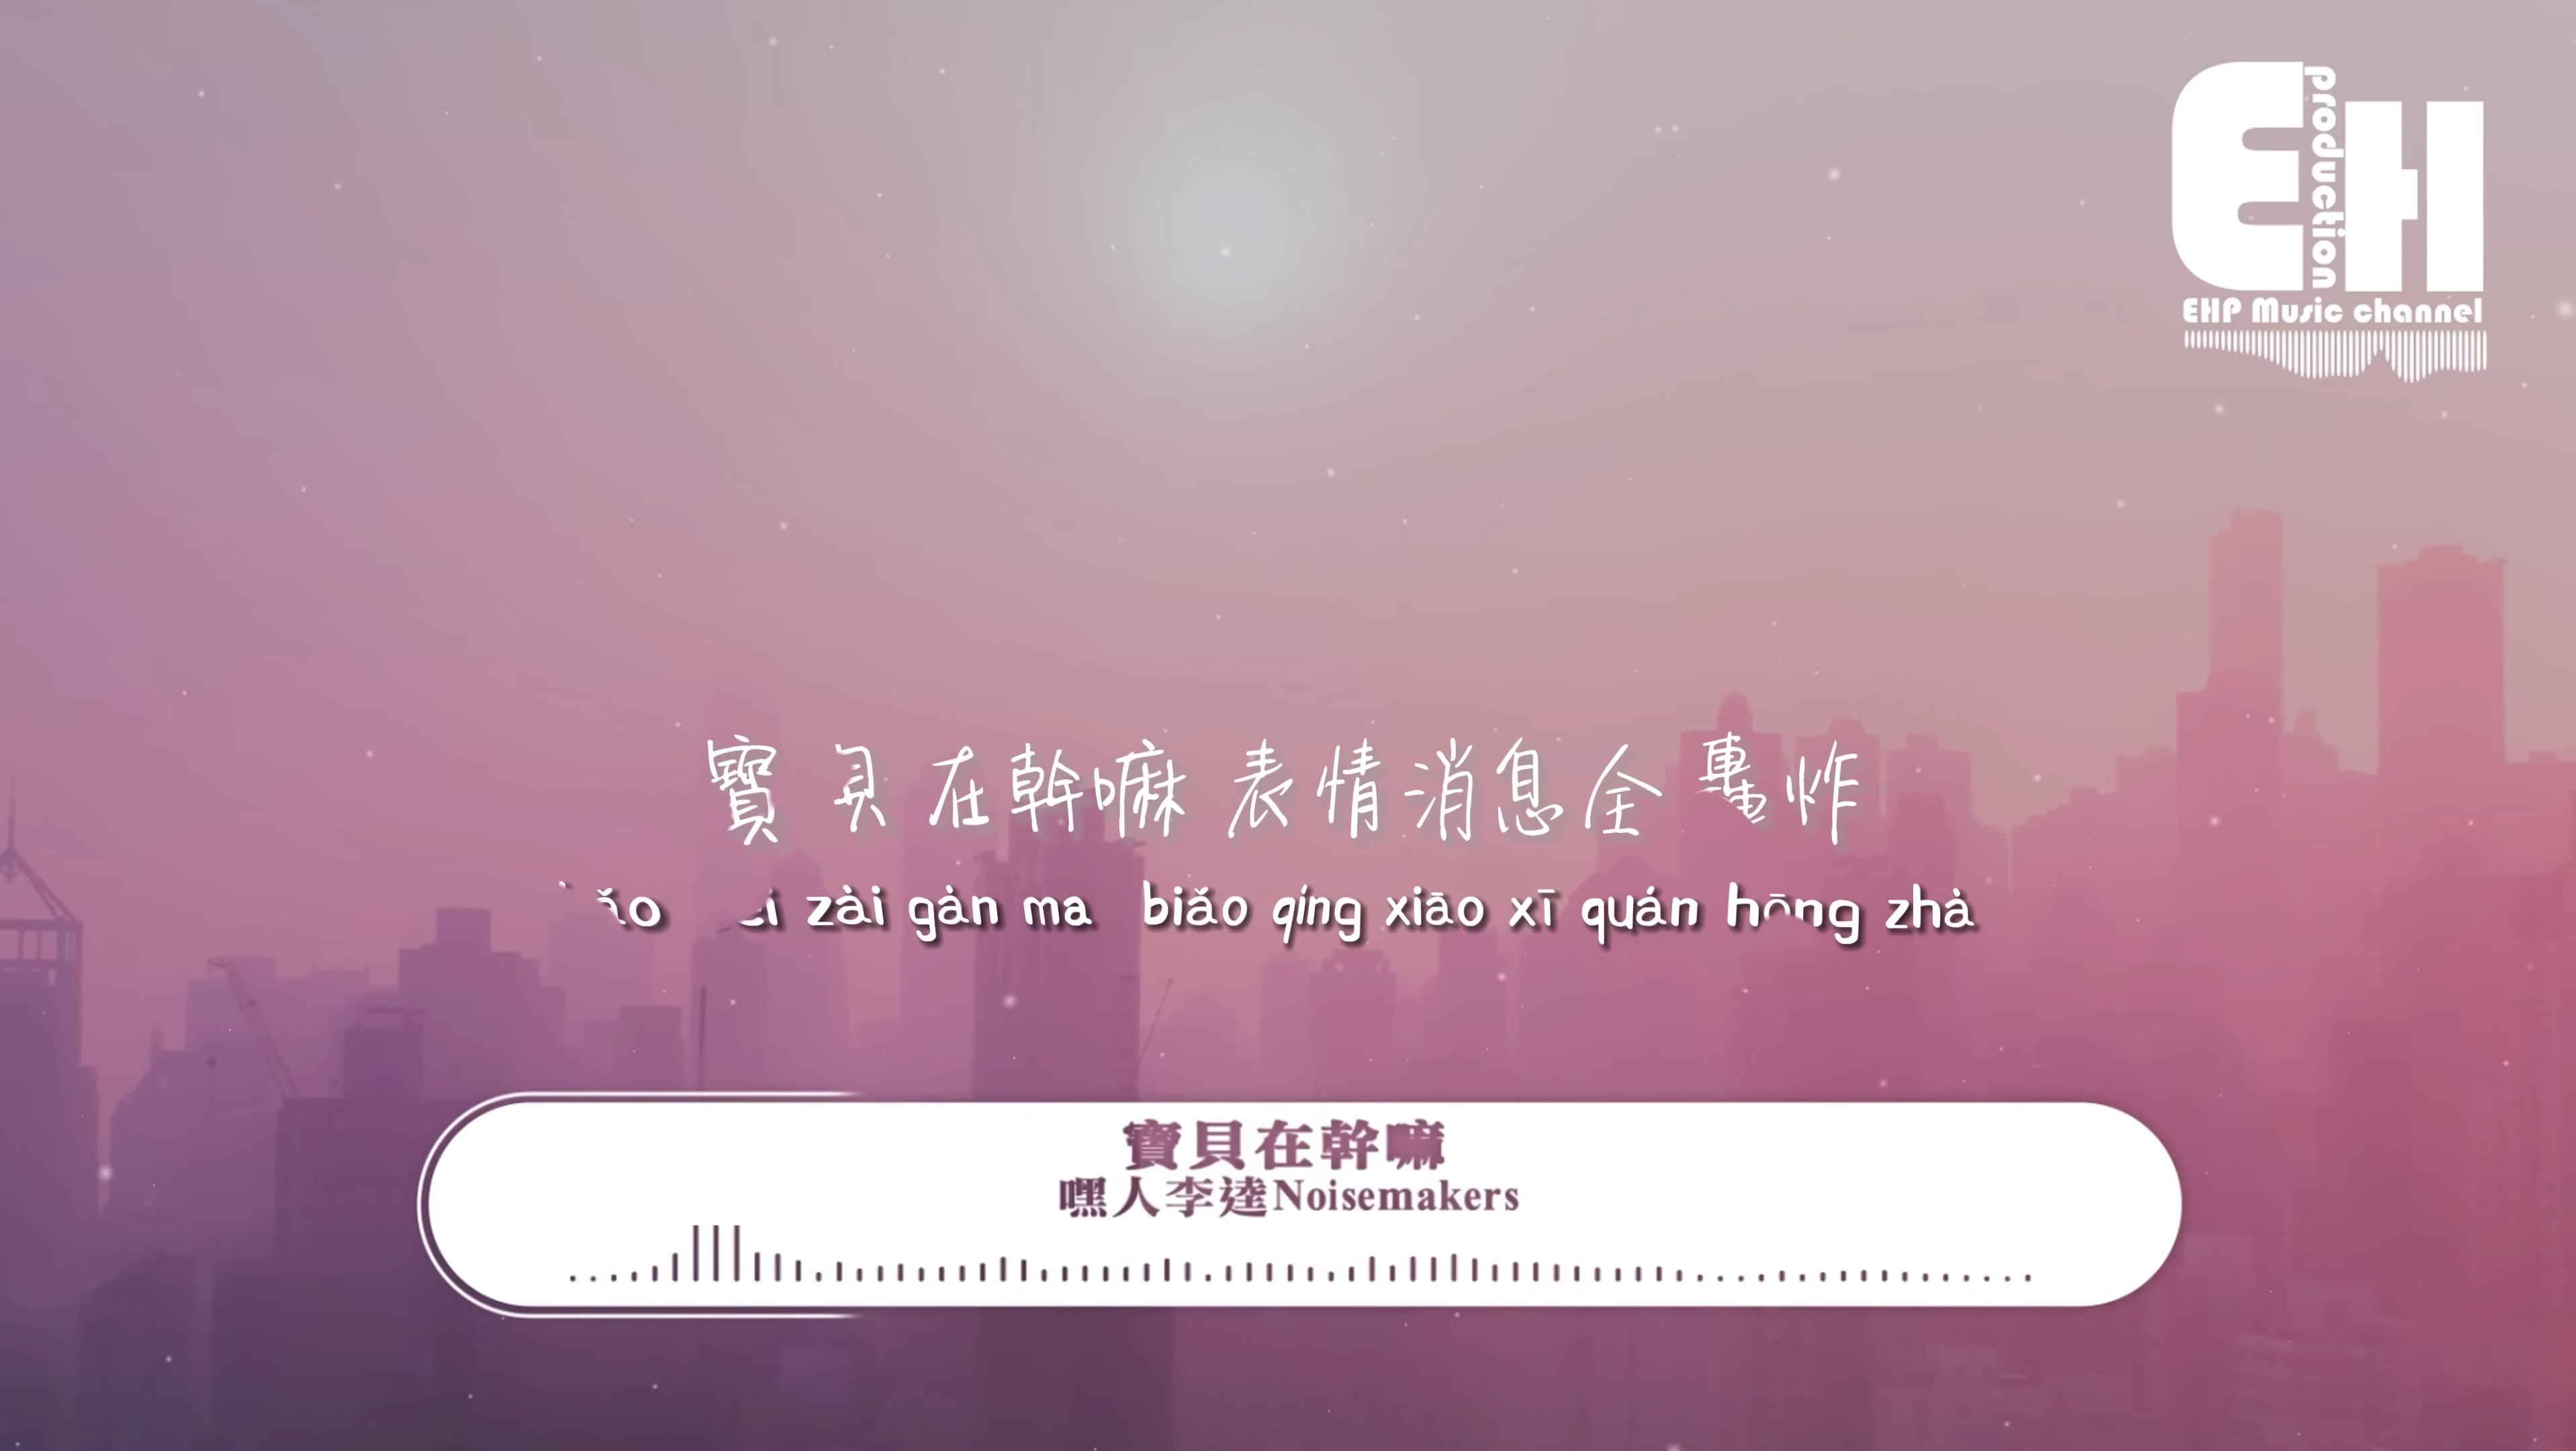 production
EH
EHP Music channel
寶貝在幹嘛 表情消息全轟炸
zài gàn ma biǎo qíng xiāo xī quán hōng zhà
寶貝在幹嘛
嘿人李逵Noisemakers